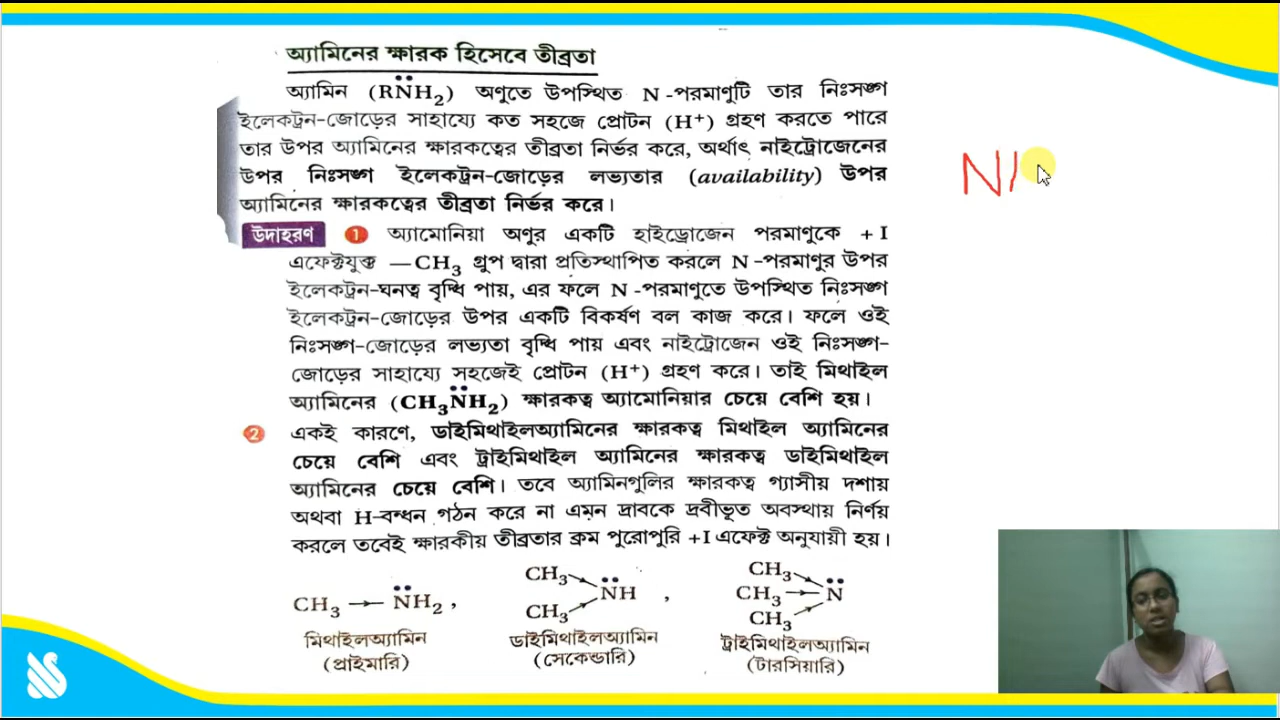 অ্যামিনের ক্ষারক হিসেবে তীব্রতা
অ্যামিন (RN̈H₂) অণুতে উপস্থিত N -পরমাণুটি তার নিঃসঙ্গ
ইলেকট্রন-জোড়ের সাহায্যে কত সহজে প্রোটন (H⁺) গ্রহণ করতে পারে
তার উপর অ্যামিনের ক্ষারকত্বের তীব্রতা নির্ভর করে, অর্থাৎ নাইট্রোজেনের
উপর নিঃসঙ্গ ইলেকট্রন-জোড়ের লভ্যতার (availability) উপর
অ্যামিনের ক্ষারকত্বের তীব্রতা নির্ভর করে।
উদাহরণ 1 অ্যামোনিয়া অণুর একটি হাইড্রোজেন পরমাণুকে +I
এফেক্টযুক্ত —CH₃ গ্রুপ দ্বারা প্রতিস্থাপিত করলে N -পরমাণুর উপর
ইলেকট্রন-ঘনত্ব বৃদ্ধি পায়, এর ফলে N -পরমাণুতে উপস্থিত নিঃসঙ্গ
ইলেকট্রন-জোড়ের উপর একটি বিকর্ষণ বল কাজ করে। ফলে ওই
নিঃসঙ্গ-জোড়ের লভ্যতা বৃদ্ধি পায় এবং নাইট্রোজেন ওই নিঃসঙ্গ-
জোড়ের সাহায্যে সহজেই প্রোটন (H⁺) গ্রহণ করে। তাই মিথাইল
অ্যামিনের (CH₃N̈H₂) ক্ষারকত্ব অ্যামোনিয়ার চেয়ে বেশি হয়।
2 একই কারণে, ডাইমিথাইলঅ্যামিনের ক্ষারকত্ব মিথাইল অ্যামিনের
চেয়ে বেশি এবং ট্রাইমিথাইল অ্যামিনের ক্ষারকত্ব ডাইমিথাইল
অ্যামিনের চেয়ে বেশি। তবে অ্যামিনগুলির ক্ষারকত্ব গ্যাসীয় দশায়
অথবা H-বন্ধন গঠন করে না এমন দ্রাবকে দ্রবীভূত অবস্থায় নির্ণয়
করলে তবেই ক্ষারকীয় তীব্রতার ক্রম পুরোপুরি +I এফেক্ট অনুযায়ী হয়।
CH₃ → N̈H₂,
মিথাইলঅ্যামিন
(প্রাইমারি)
CH₃
N̈H ,
CH₃
ডাইমিথাইলঅ্যামিন
(সেকেন্ডারি)
CH₃
CH₃ → N̈
CH₃
ট্রাইমিথাইলঅ্যামিন
(টারসিয়ারি)